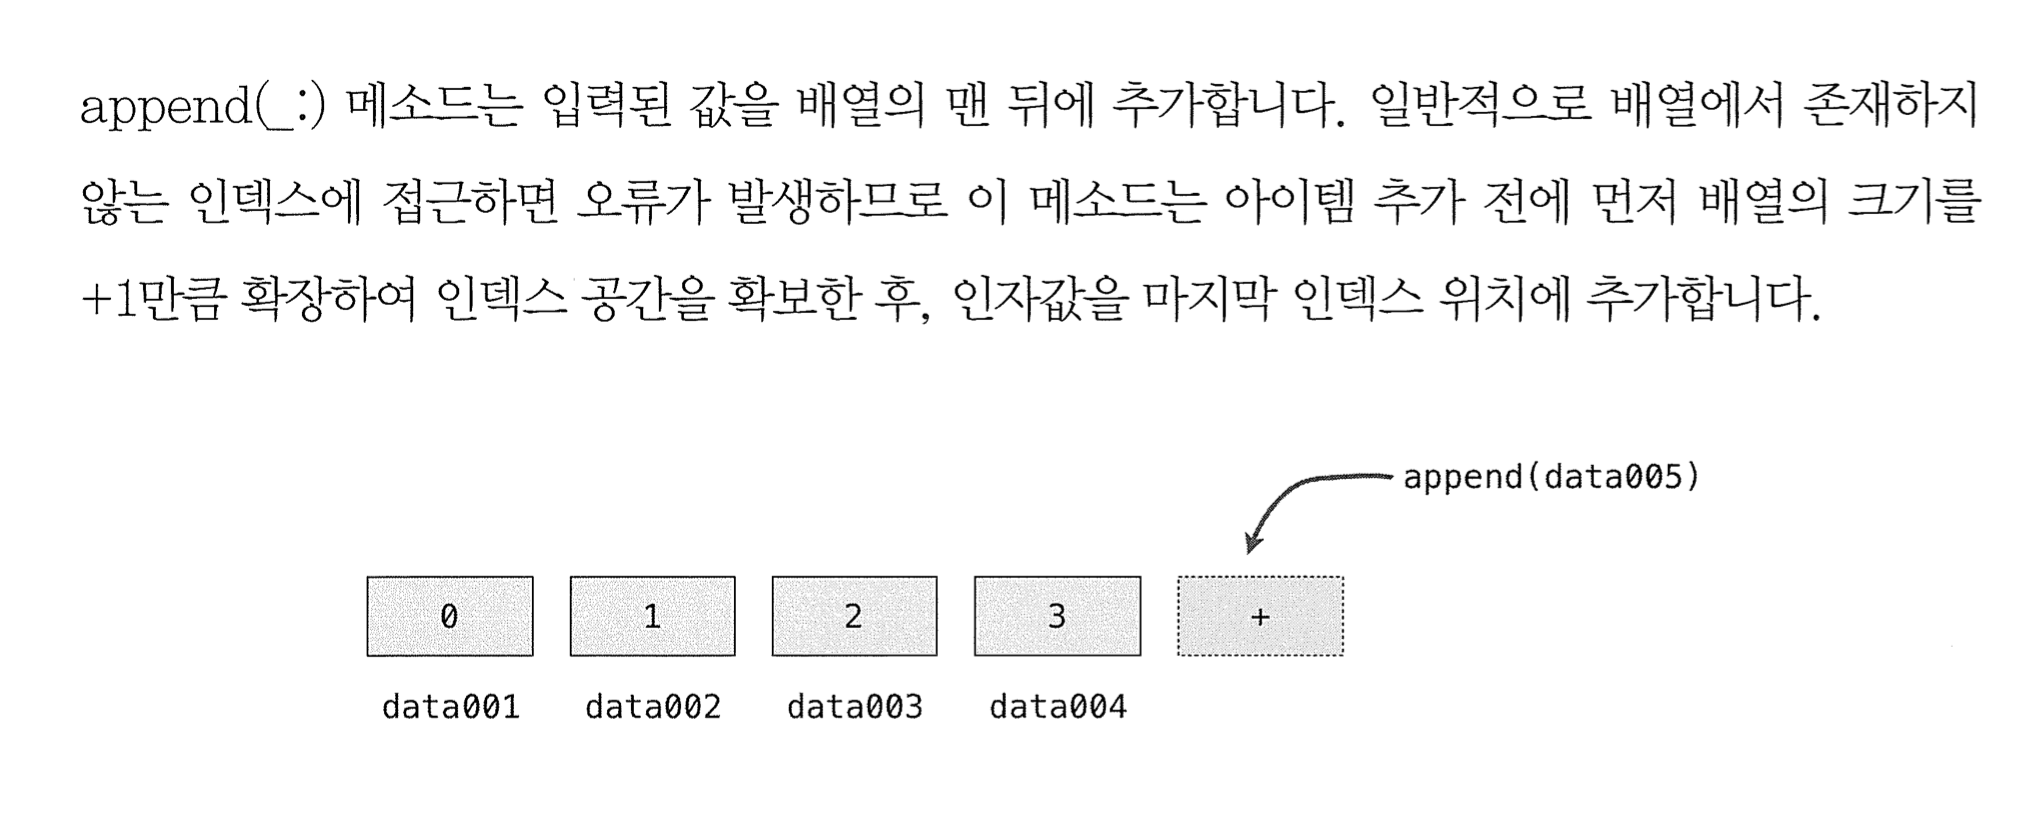 append(_:) 메소드는 입력된 값을 배열의 맨 뒤에 추가합니다. 일반적으로 배열에서 존재하지
않는 인덱스에 접근하면 오류가 발생하므로 이 메소드는 아이템 추가 전에 먼저 배열의 크기를
+1만큼 확장하여 인덱스 공간을 확보한 후, 인자값을 마지막 인덱스 위치에 추가합니다.
append(data005)
0 1 2 3 +
data001 data002 data003 data004